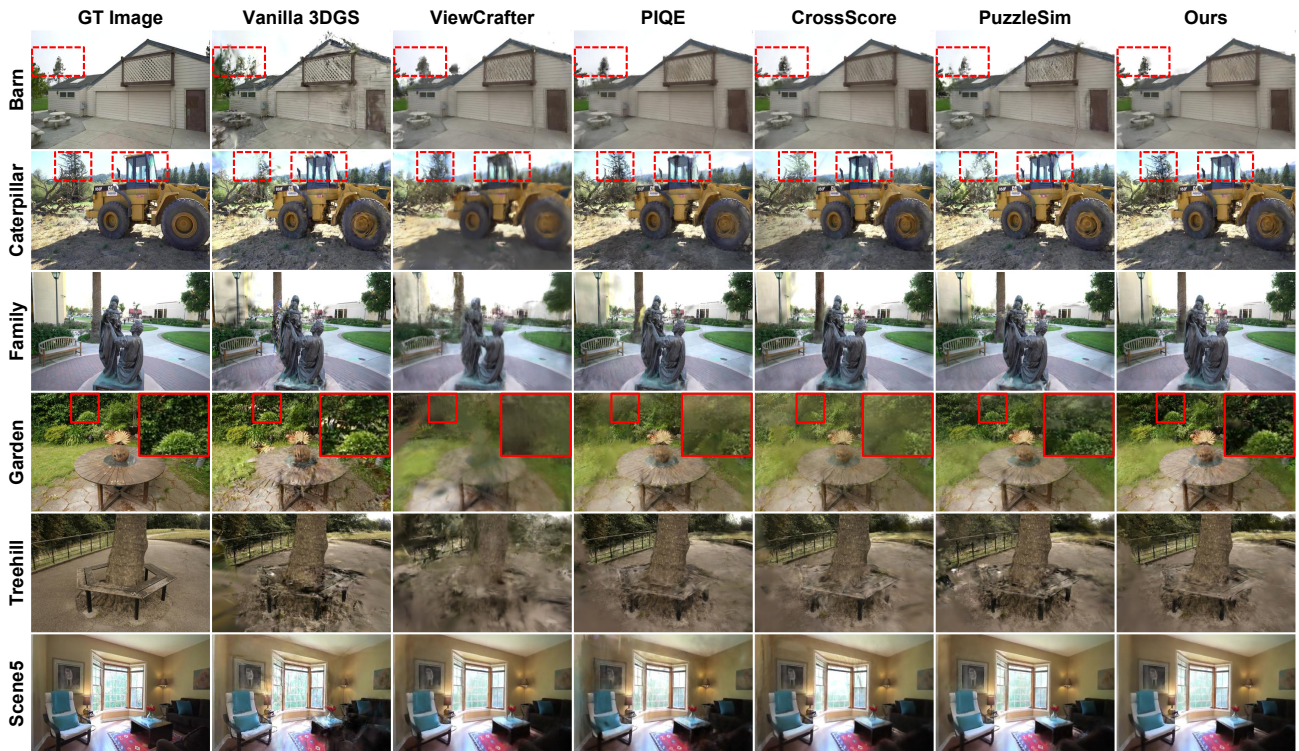 GT Image Vanilla 3DGS ViewCrafter PIQE CrossScore PuzzleSim Ours
Barn
Caterpillar
Family
Garden
Treehill
Scene5